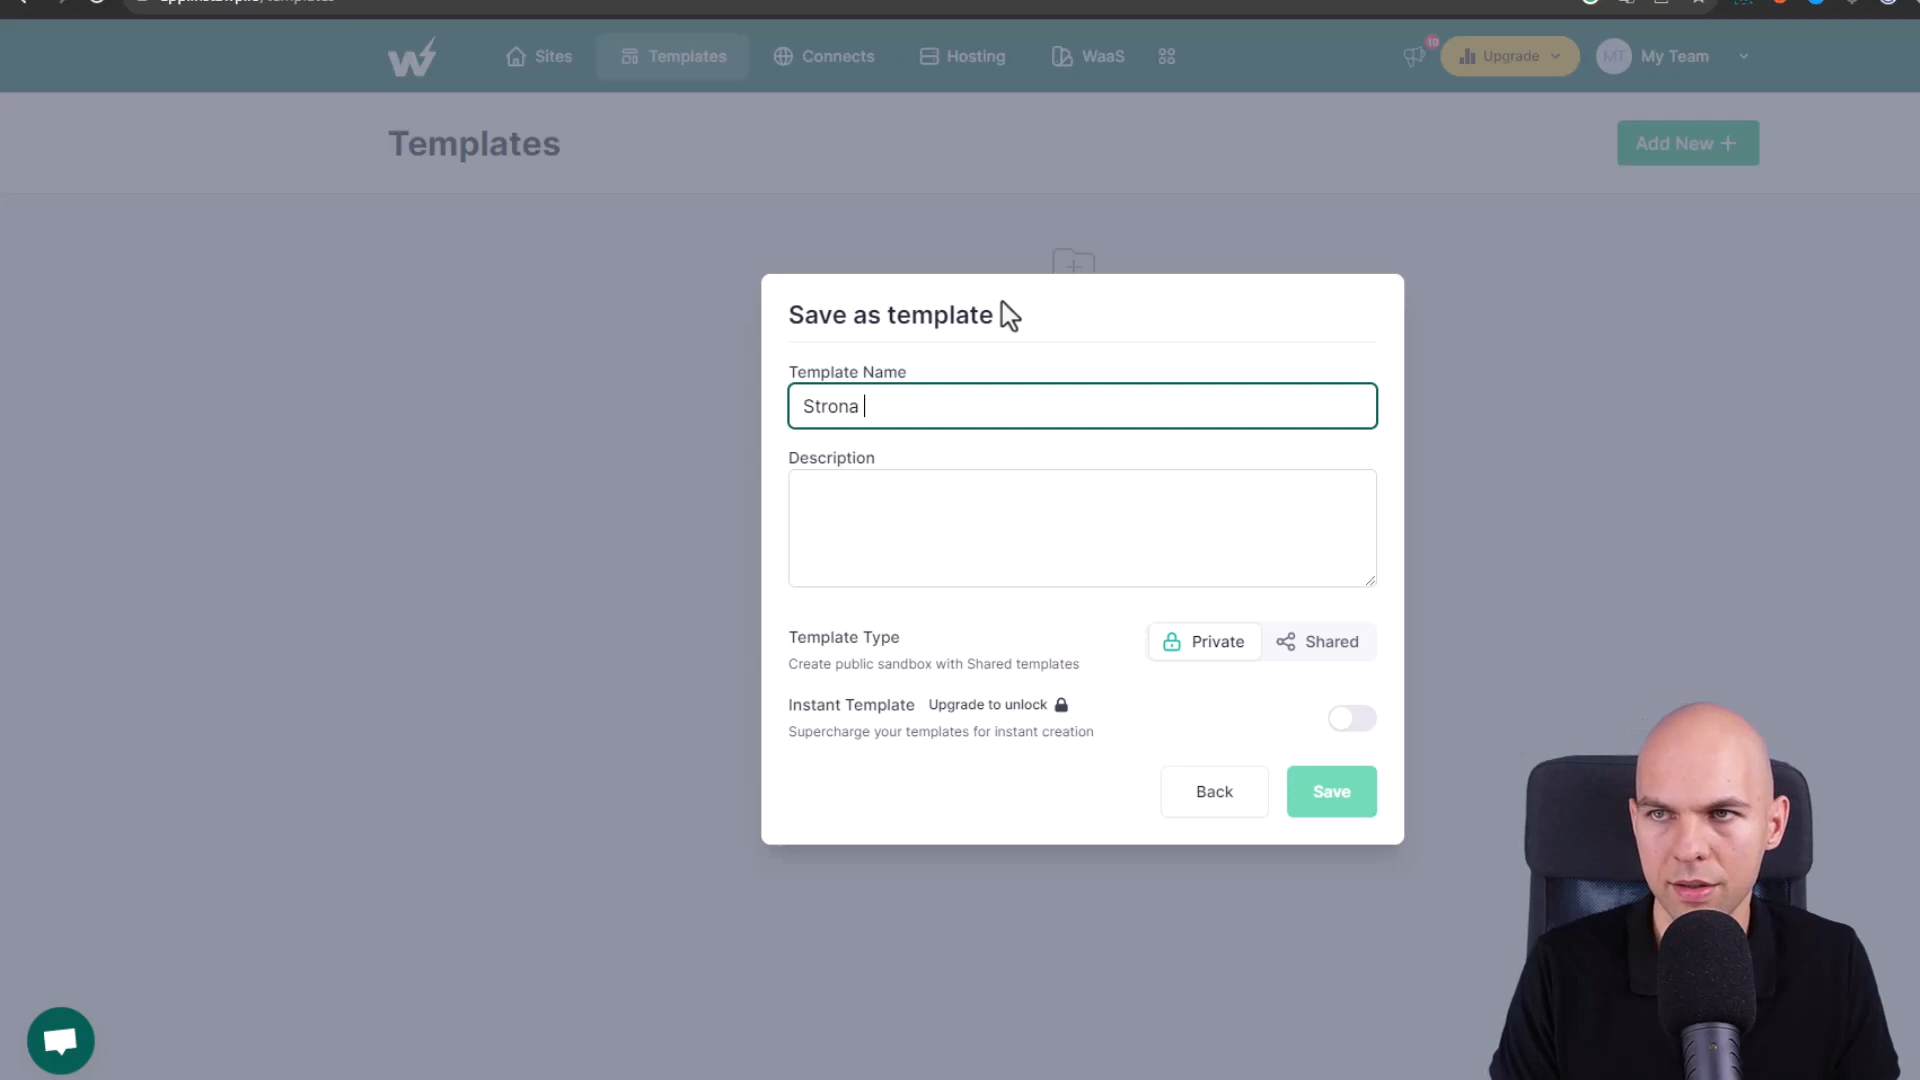 Sites
Templates
Connects
Hosting
WaaS
10
Upgrade
MT
My Team
Templates
Add New +
Save as template
Template Name
Strona
Description
Template Type
Private
Shared
Create public sandbox with Shared templates
Instant Template
Upgrade to unlock
Supercharge your templates for instant creation
Back
Save